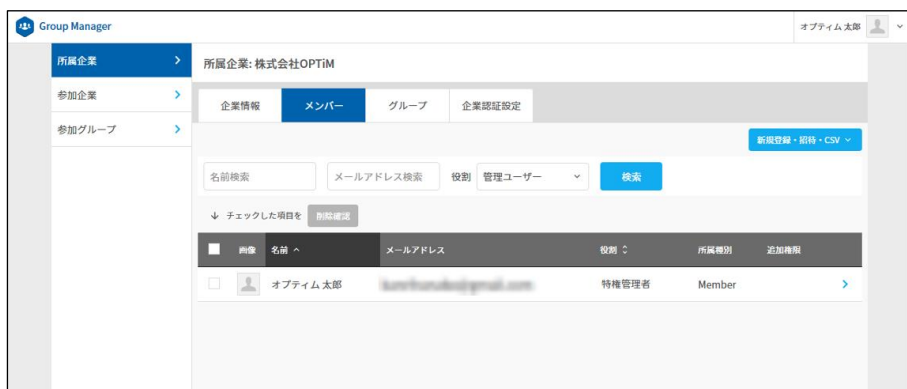 Group Manager
オプティム 太郎
所属企業
参加企業
参加グループ
所属企業: 株式会社OPTiM
企業情報 メンバー グループ 企業認証設定
新規登録・招待・CSV
名前検索 メールアドレス検索 役割 管理ユーザー 検索
チェックした項目を 削除確認
画像 名前 メールアドレス 役割 所属種別 追加権限
オプティム 太郎 特権管理者 Member